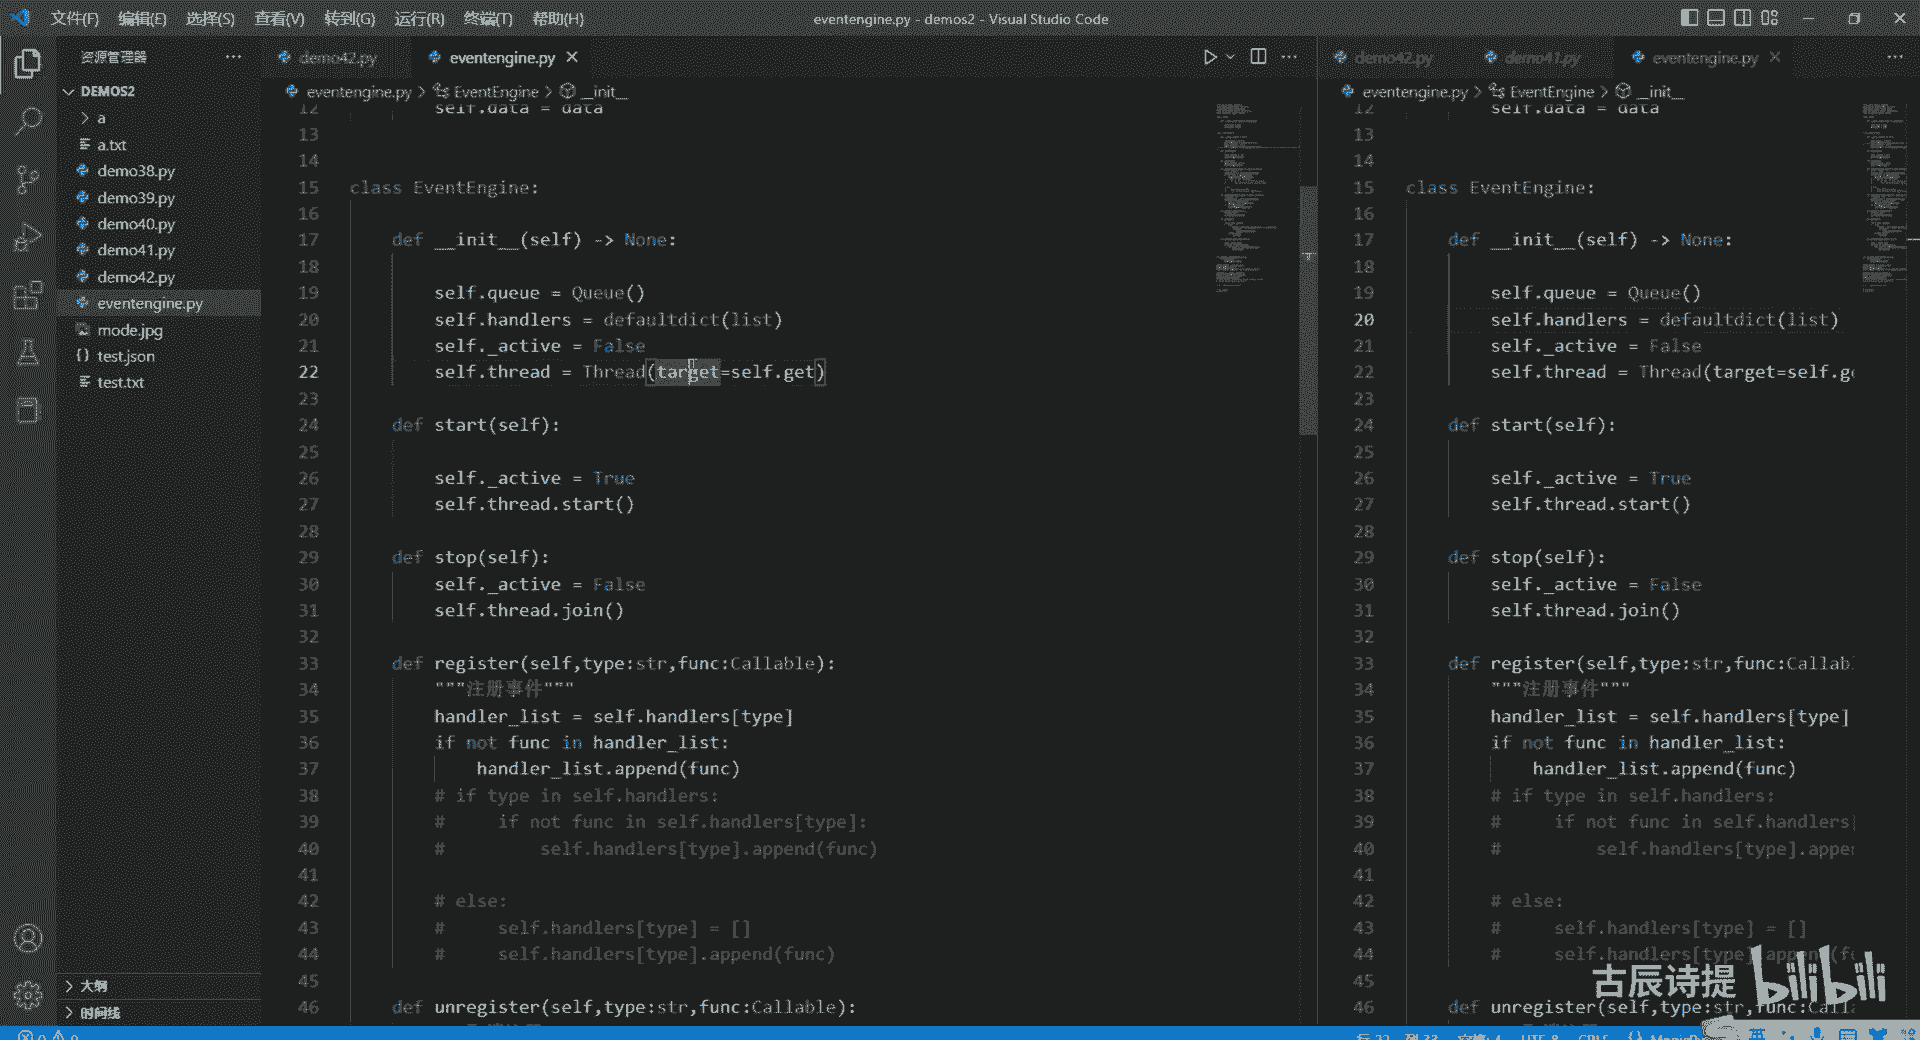 文件(F) 编辑(E) 选择(S) 查看(V) 转到(G) 运行(R) 终端(T) 帮助(H)
eventengine.py - demos2 - Visual Studio Code
资源管理器 ···
DEMOS2
a
a.txt
demo38.py
demo39.py
demo40.py
demo41.py
demo42.py
eventengine.py
mode.jpg
{} test.json
test.txt
大纲
时间线
demo42.py
eventengine.py
eventengine.py > EventEngine > __init__
12 self.data = data
13
14
15 class EventEngine:
16
17 def __init__(self) -> None:
18
19 self.queue = Queue()
20 self.handlers = defaultdict(list)
21 self._active = False
22 self.thread = Thread(target=self.get)
23
24 def start(self):
25
26 self._active = True
27 self.thread.start()
28
29 def stop(self):
30 self._active = False
31 self.thread.join()
32
33 def register(self,type:str,func:Callable):
34 """注册事件"""
35 handler_list = self.handlers[type]
36 if not func in handler_list:
37 handler_list.append(func)
38 # if type in self.handlers:
39 # if not func in self.handlers[type]:
40 # self.handlers[type].append(func)
41
42 # else:
43 # self.handlers[type] = []
44 # self.handlers[type].append(func)
45
46 def unregister(self,type:str,func:Callable):
demo42.py
demo41.py
eventengine.py
eventengine.py > EventEngine > __init__
12 self.data = data
13
14
15 class EventEngine:
16
17 def __init__(self) -> None:
18
19 self.queue = Queue()
20 self.handlers = defaultdict(list)
21 self._active = False
22 self.thread = Thread(target=self.ge
23
24 def start(self):
25
26 self._active = True
27 self.thread.start()
28
29 def stop(self):
30 self._active = False
31 self.thread.join()
32
33 def register(self,type:str,func:Callabl
34 """注册事件"""
35 handler_list = self.handlers[type]
36 if not func in handler_list:
37 handler_list.append(func)
38 # if type in self.handlers:
39 # if not func in self.handlers[
40 # self.handlers[type].appe
41
42 # else:
43 # self.handlers[type] = []
44 # self.handlers[type].append(f
45
46 def unregister(self,type:str,func:Calla
古辰诗提 bilibili